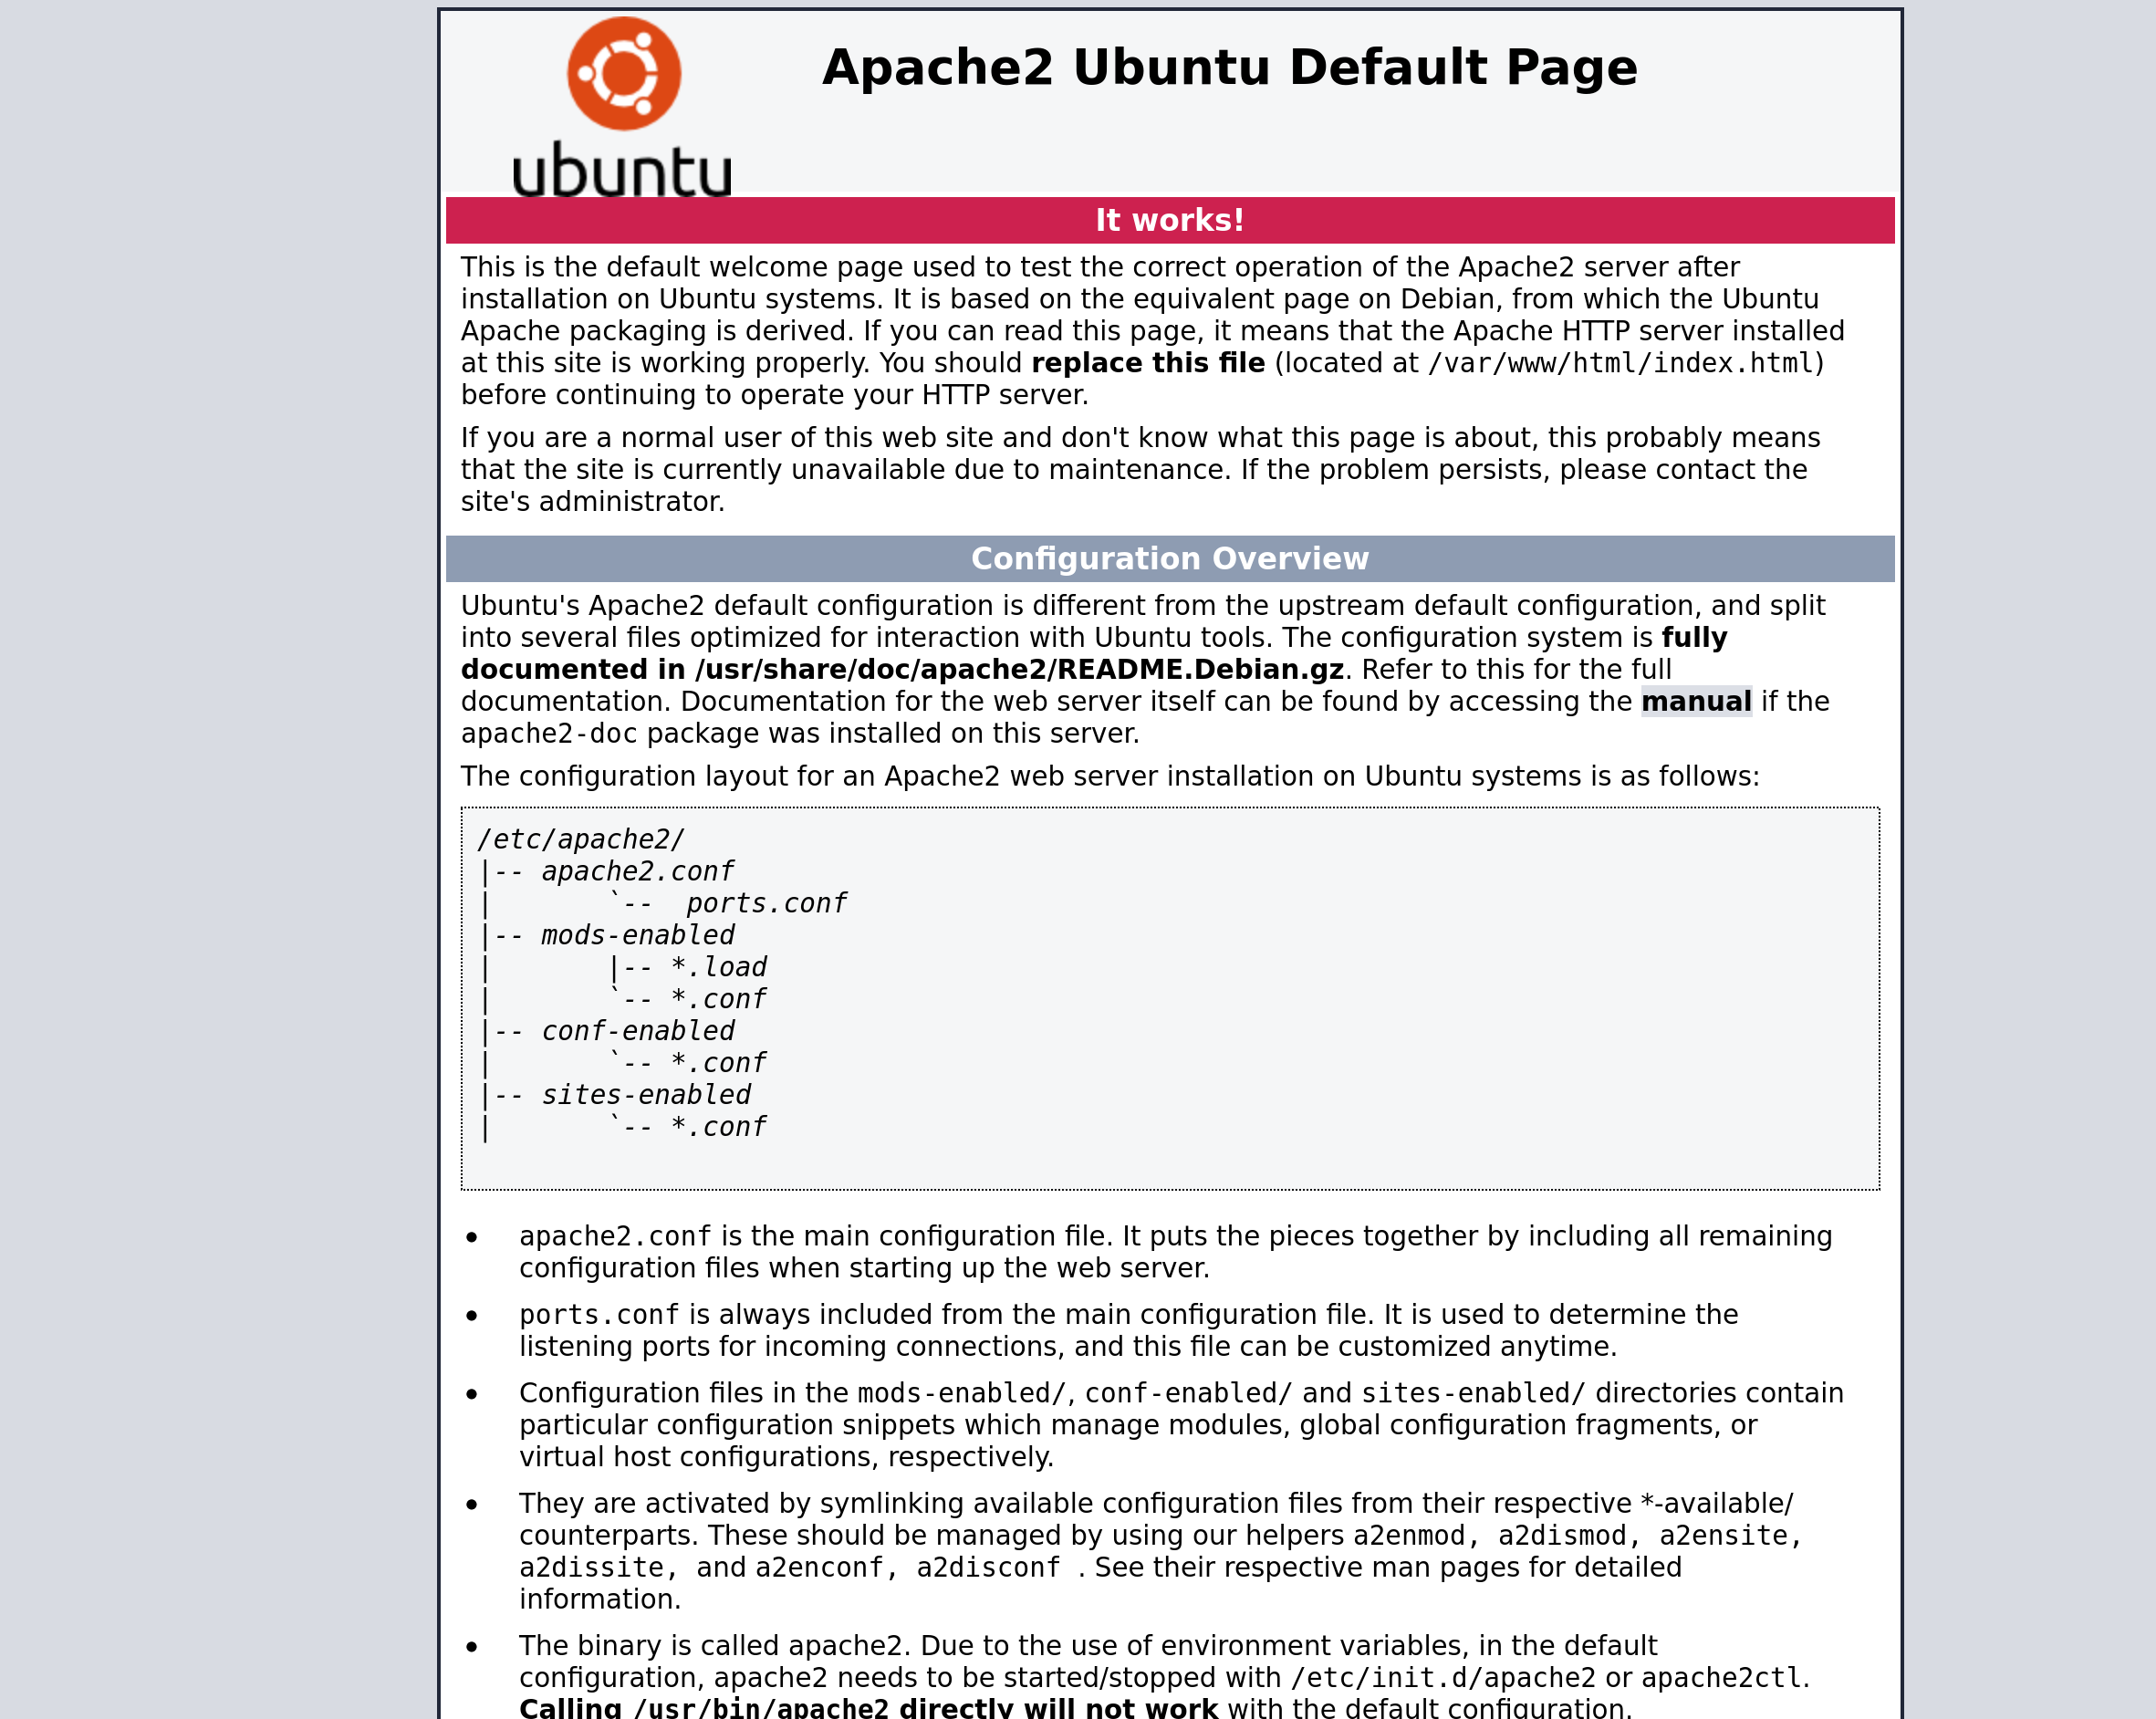 ubuntu
Apache2 Ubuntu Default Page
It works!
This is the default welcome page used to test the correct operation of the Apache2 server after
installation on Ubuntu systems. It is based on the equivalent page on Debian, from which the Ubuntu
Apache packaging is derived. If you can read this page, it means that the Apache HTTP server installed
at this site is working properly. You should replace this file (located at /var/www/html/index.html)
before continuing to operate your HTTP server.
If you are a normal user of this web site and don't know what this page is about, this probably means
that the site is currently unavailable due to maintenance. If the problem persists, please contact the
site's administrator.
Configuration Overview
Ubuntu's Apache2 default configuration is different from the upstream default configuration, and split
into several files optimized for interaction with Ubuntu tools. The configuration system is fully
documented in /usr/share/doc/apache2/README.Debian.gz. Refer to this for the full
documentation. Documentation for the web server itself can be found by accessing the manual if the
apache2-doc package was installed on this server.
The configuration layout for an Apache2 web server installation on Ubuntu systems is as follows:
/etc/apache2/
|-- apache2.conf
|       `--  ports.conf
|-- mods-enabled
|       |-- *.load
|       `-- *.conf
|-- conf-enabled
|       `-- *.conf
|-- sites-enabled
|       `-- *.conf
• apache2.conf is the main configuration file. It puts the pieces together by including all remaining
configuration files when starting up the web server.
• ports.conf is always included from the main configuration file. It is used to determine the
listening ports for incoming connections, and this file can be customized anytime.
• Configuration files in the mods-enabled/, conf-enabled/ and sites-enabled/ directories contain
particular configuration snippets which manage modules, global configuration fragments, or
virtual host configurations, respectively.
• They are activated by symlinking available configuration files from their respective *-available/
counterparts. These should be managed by using our helpers a2enmod, a2dismod, a2ensite,
a2dissite, and a2enconf, a2disconf . See their respective man pages for detailed
information.
• The binary is called apache2. Due to the use of environment variables, in the default
configuration, apache2 needs to be started/stopped with /etc/init.d/apache2 or apache2ctl.
Calling /usr/bin/apache2 directly will not work with the default configuration.